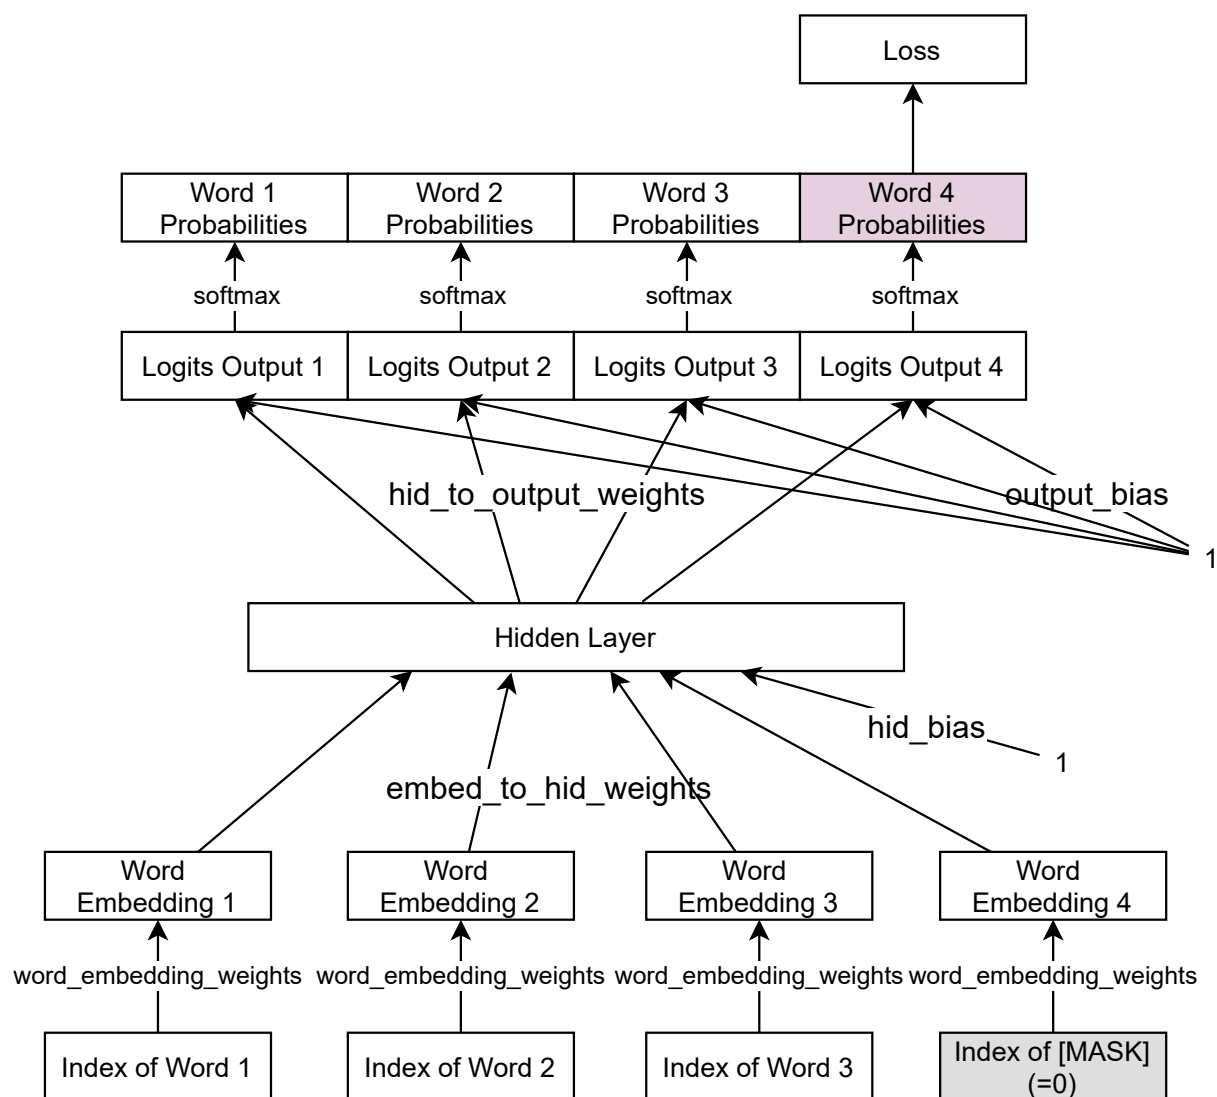 Loss
Word 1
Probabilities
Word 2
Probabilities
Word 3
Probabilities
Word 4
Probabilities
softmax
softmax
softmax
softmax
Logits Output 1
Logits Output 2
Logits Output 3
Logits Output 4
hid_to_output_weights
output_bias
1
Hidden Layer
hid_bias
1
embed_to_hid_weights
Word
Embedding 1
Word
Embedding 2
Word
Embedding 3
Word
Embedding 4
word_embedding_weights
word_embedding_weights
word_embedding_weights
word_embedding_weights
Index of Word 1
Index of Word 2
Index of Word 3
Index of [MASK]
(=0)